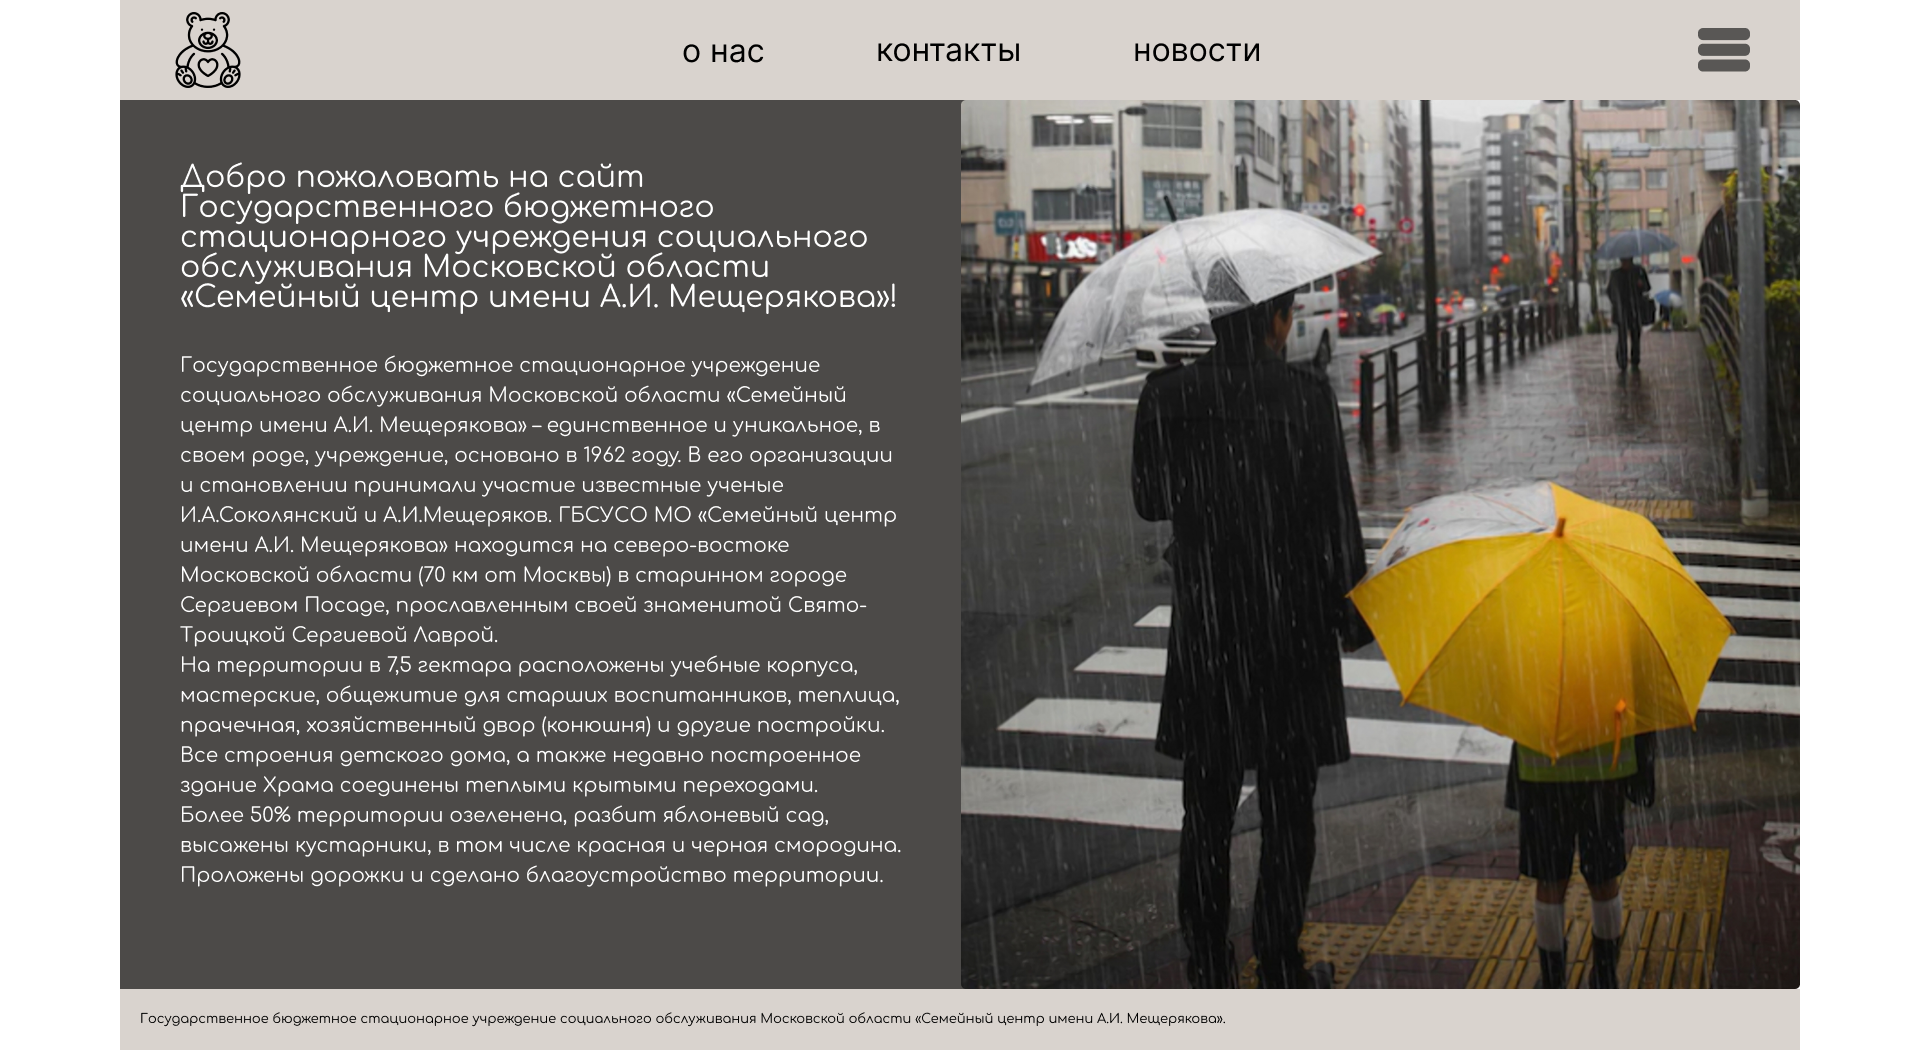 о нас
контакты
новости
Добро пожаловать на сайт
Государственного бюджетного
стационарного учреждения социального
обслуживания Московской области
«Семейный центр имени А.И. Мещерякова»!
Государственное бюджетное стационарное учреждение
социального обслуживания Московской области «Семейный
центр имени А.И. Мещерякова» – единственное и уникальное, в
своем роде, учреждение, основано в 1962 году. В его организации
и становлении принимали участие известные ученые
И.А.Соколянский и А.И.Мещеряков. ГБСУСО МО «Семейный центр
имени А.И. Мещерякова» находится на северо-востоке
Московской области (70 км от Москвы) в старинном городе
Сергиевом Посаде, прославленным своей знаменитой Свято-
Троицкой Сергиевой Лаврой.
На территории в 7,5 гектара расположены учебные корпуса,
мастерские, общежитие для старших воспитанников, теплица,
прачечная, хозяйственный двор (конюшня) и другие постройки.
Все строения детского дома, а также недавно построенное
здание Храма соединены теплыми крытыми переходами.
Более 50% территории озеленена, разбит яблоневый сад,
высажены кустарники, в том числе красная и черная смородина.
Проложены дорожки и сделано благоустройство территории.
Государственное бюджетное стационарное учреждение социального обслуживания Московской области «Семейный центр имени А.И. Мещерякова».